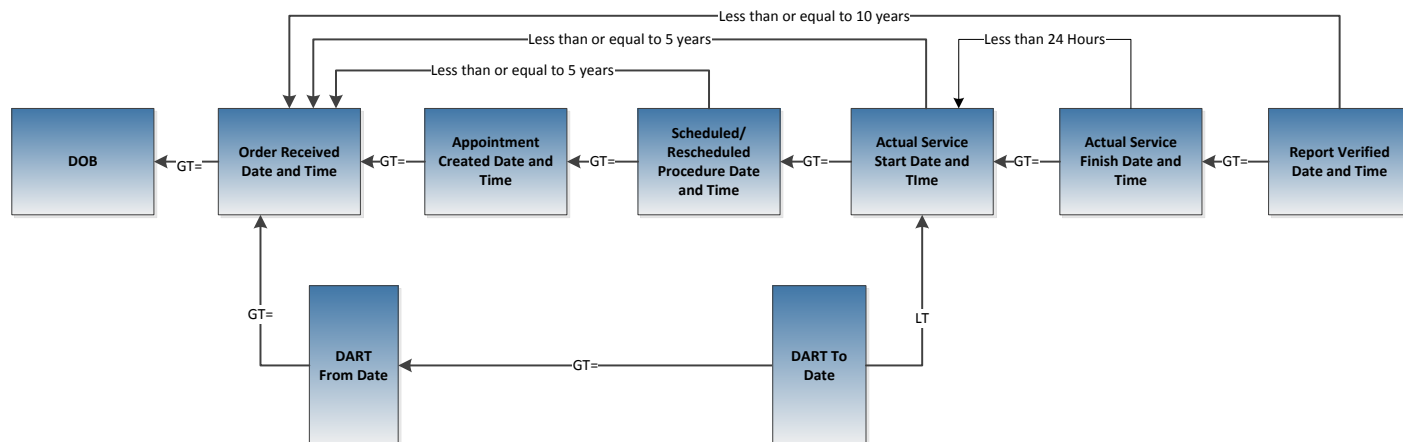 Less than or equal to 10 years
Less than or equal to 5 years
Less than 24 Hours
Less than or equal to 5 years
DOB
GT=
Order Received
Date and Time
GT=
Appointment
Created Date and
Time
GT=
Scheduled/
Rescheduled
Procedure Date
and Time
GT=
Actual Service
Start Date and
TIme
GT=
Actual Service
Finish Date and
Time
GT=
Report Verified
Date and Time
GT=
DART
From Date
GT=
DART To
Date
LT